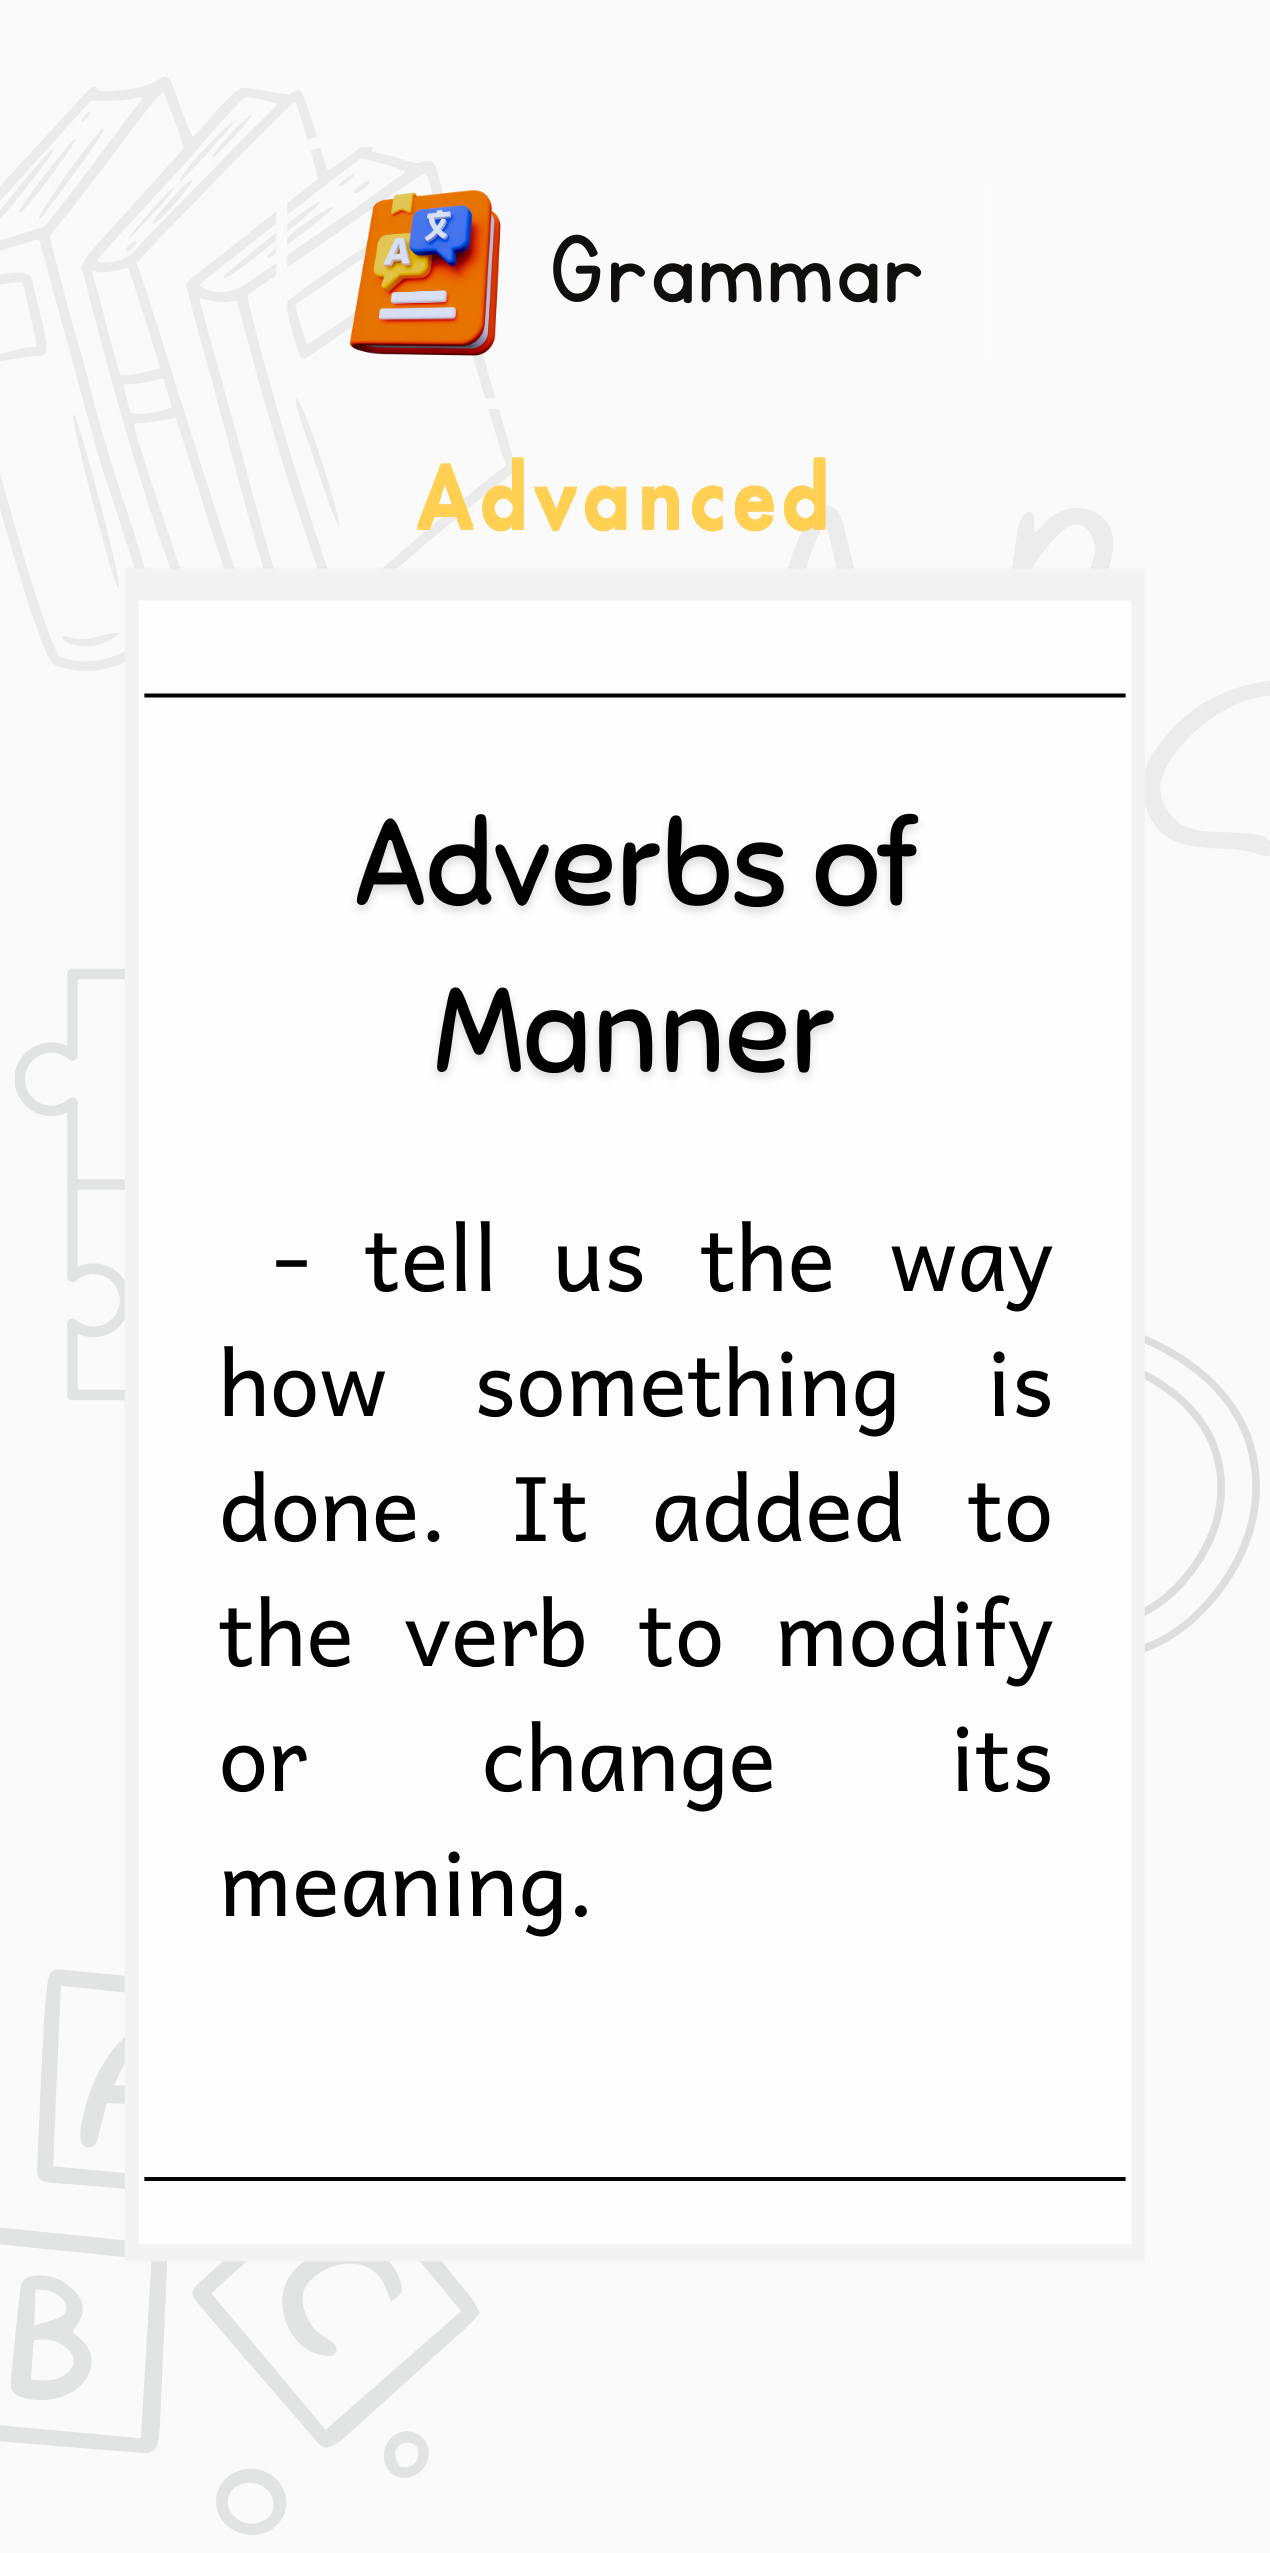 A 文
Grammar
Advanced
Adverbs of
Manner
- tell us the way
how something is
done. It added to
the verb to modify
or change its
meaning.
A
B
C